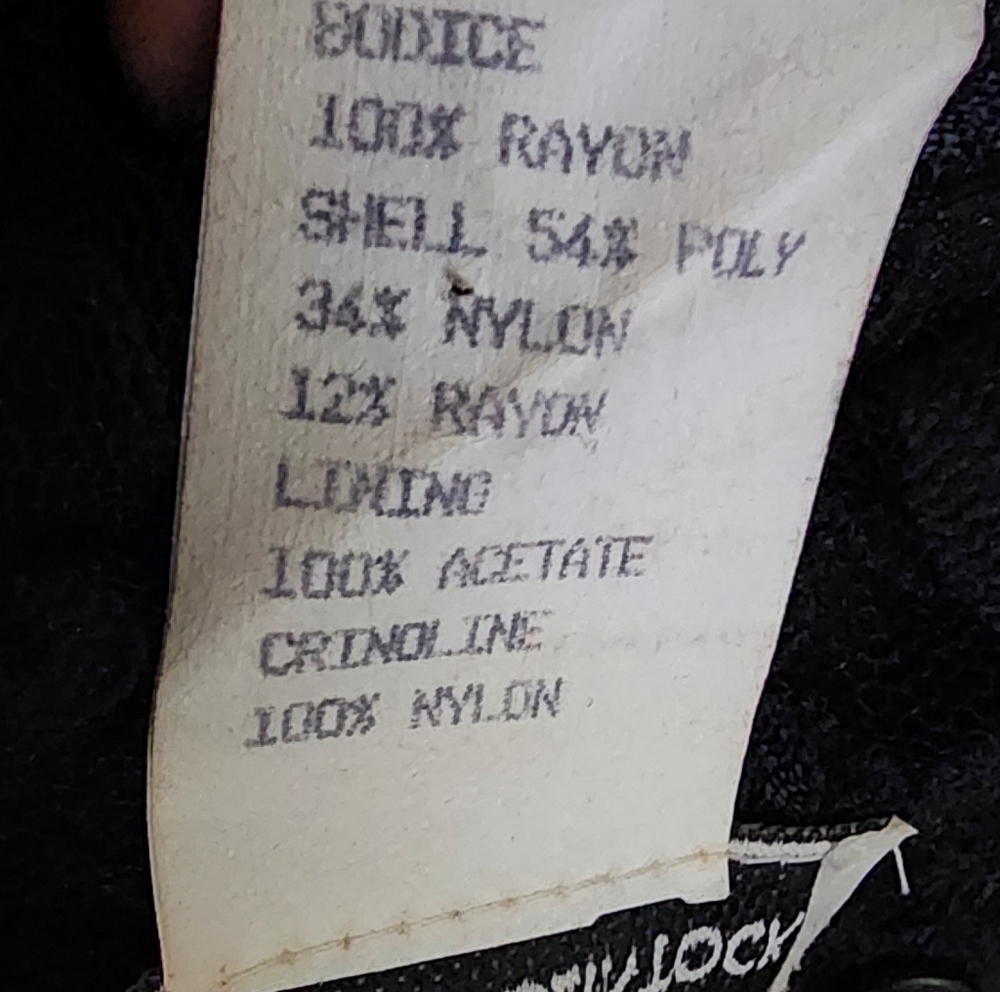 BODICE
100% RAYON
SHELL 54% POLY
34% NYLON
12% RAYON
LINING
100% ACETATE
CRINOLINE
100% NYLON